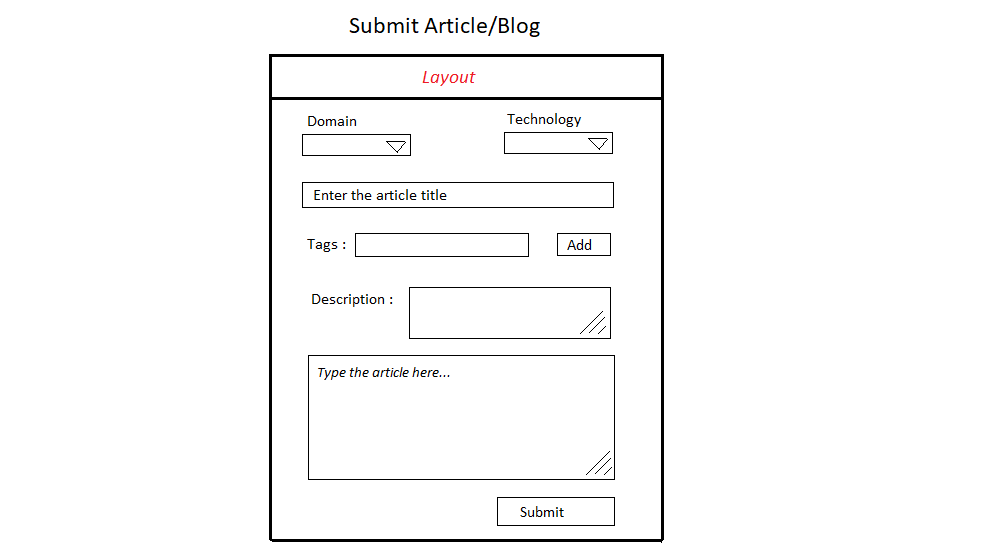 Submit Article/Blog
Layout
Domain
Technology
Enter the article title
Tags :
Add
Description :
Type the article here...
Submit